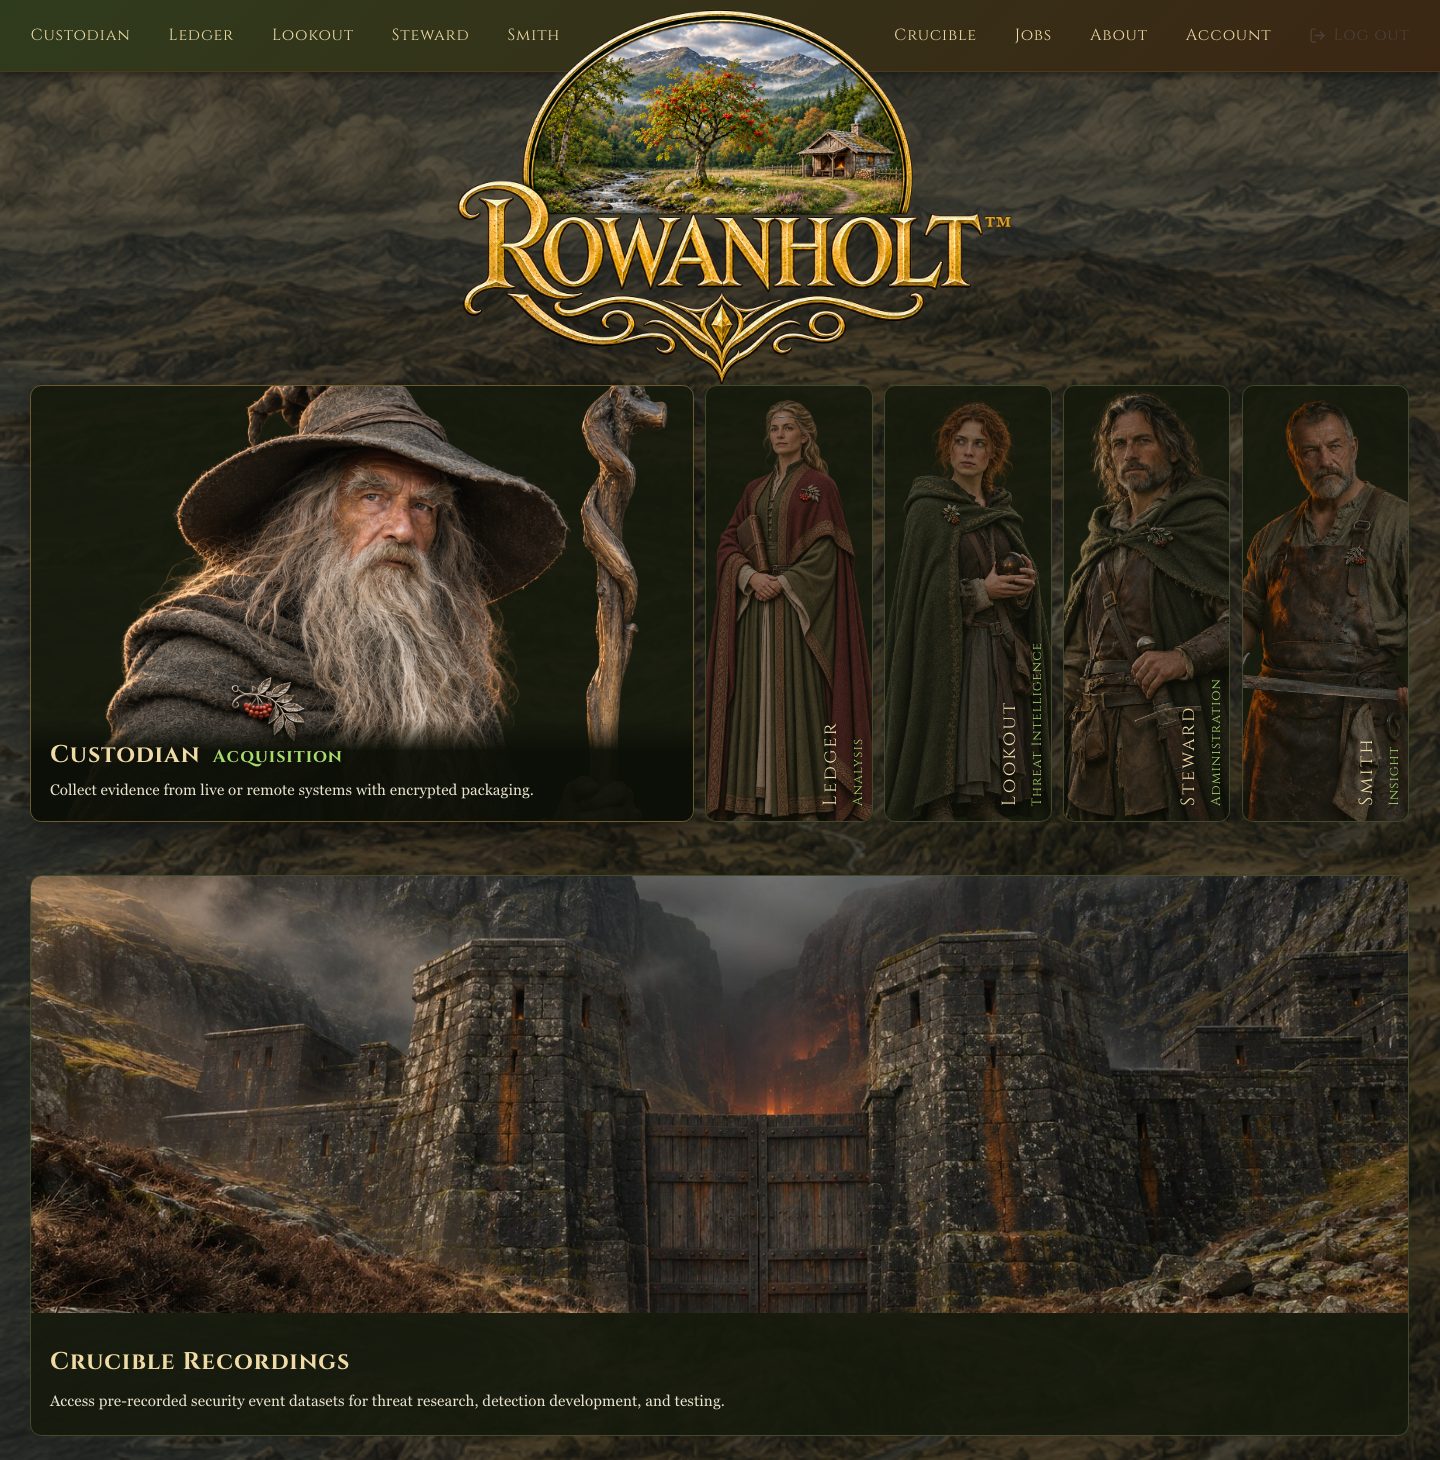 Custodian Ledger Lookout Steward Smith Crucible Jobs About Account Log out
Rowanholt™
Custodian Acquisition
Collect evidence from live or remote systems with encrypted packaging.
Ledger
Analysis
Lookout
Threat Intelligence
Steward
Administration
Smith
Insight
Crucible Recordings
Access pre-recorded security event datasets for threat research, detection development, and testing.